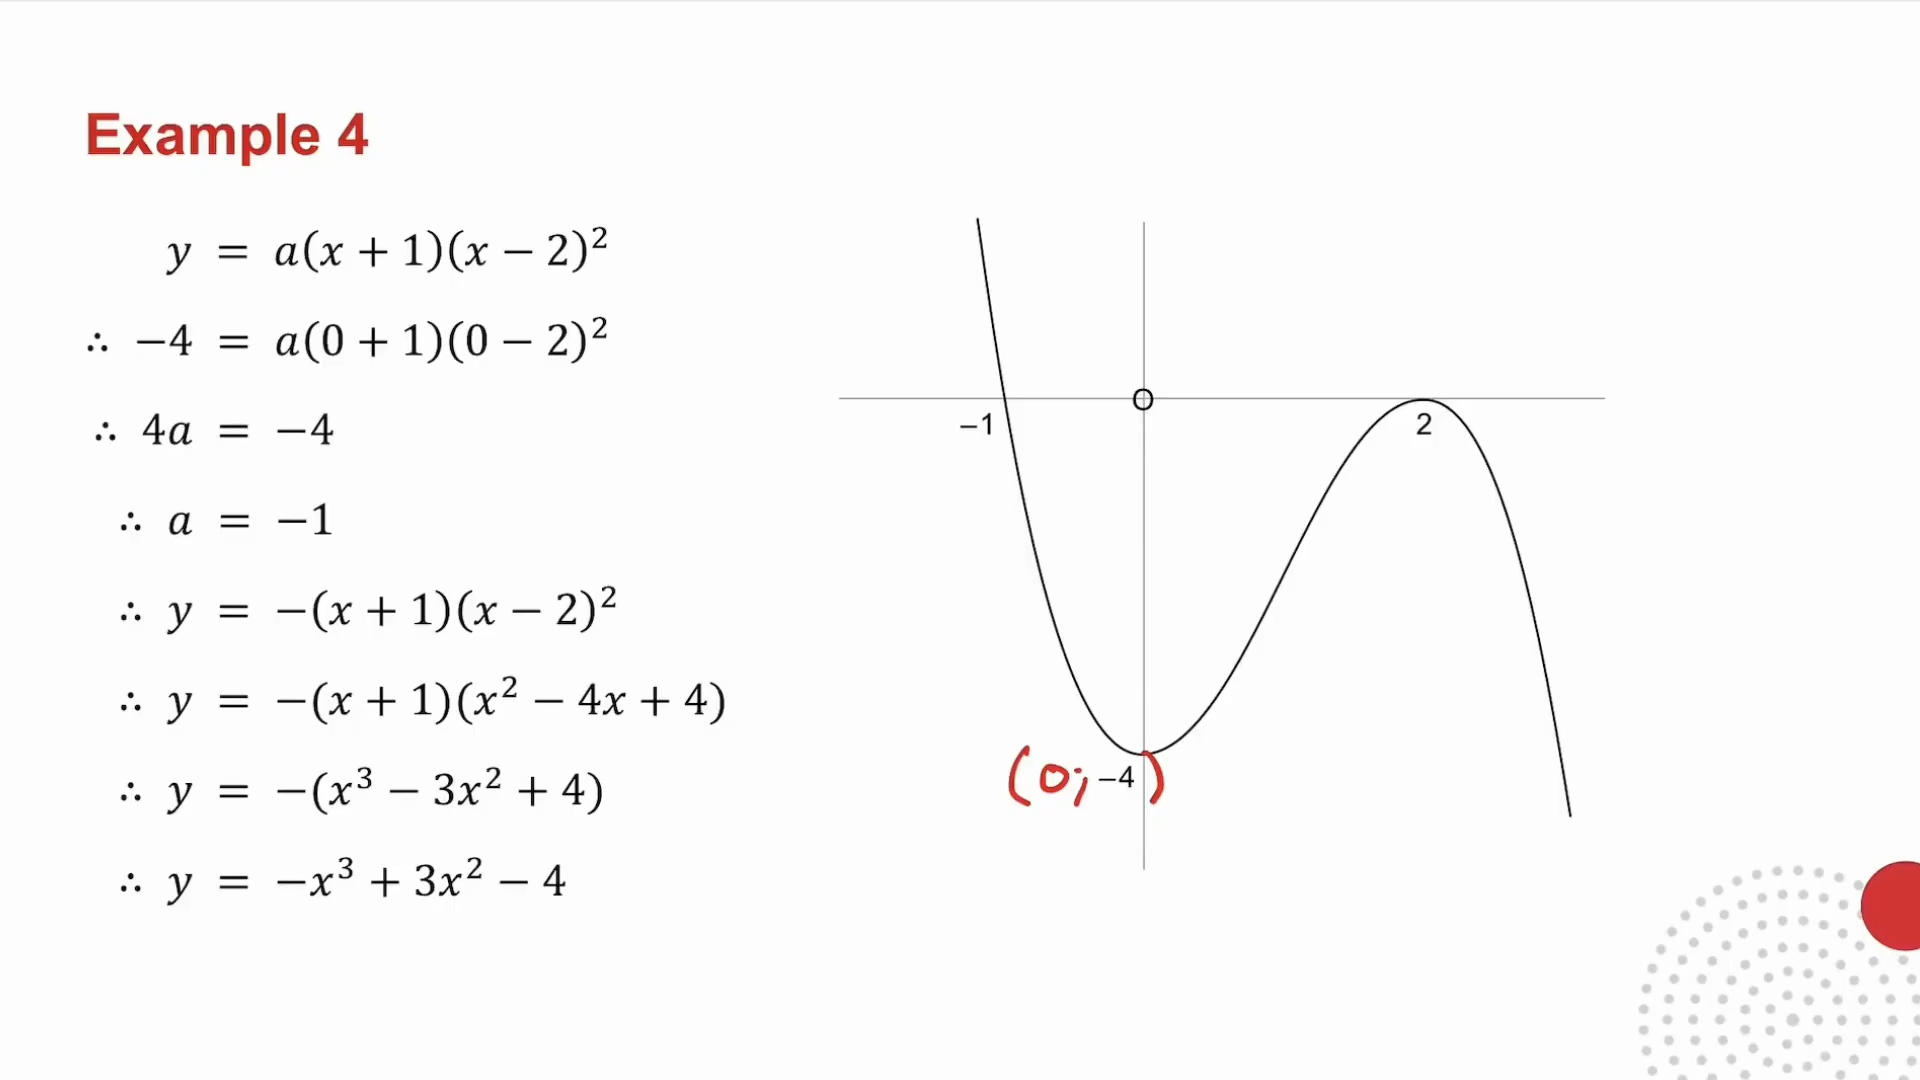 Example 4
y = a(x + 1)(x − 2)²
∴ −4 = a(0 + 1)(0 − 2)²
∴ 4a = −4
∴ a = −1
∴ y = −(x + 1)(x − 2)²
∴ y = −(x + 1)(x² − 4x + 4)
∴ y = −(x³ − 3x² + 4)
∴ y = −x³ + 3x² − 4
O
−1
2
(0; −4)